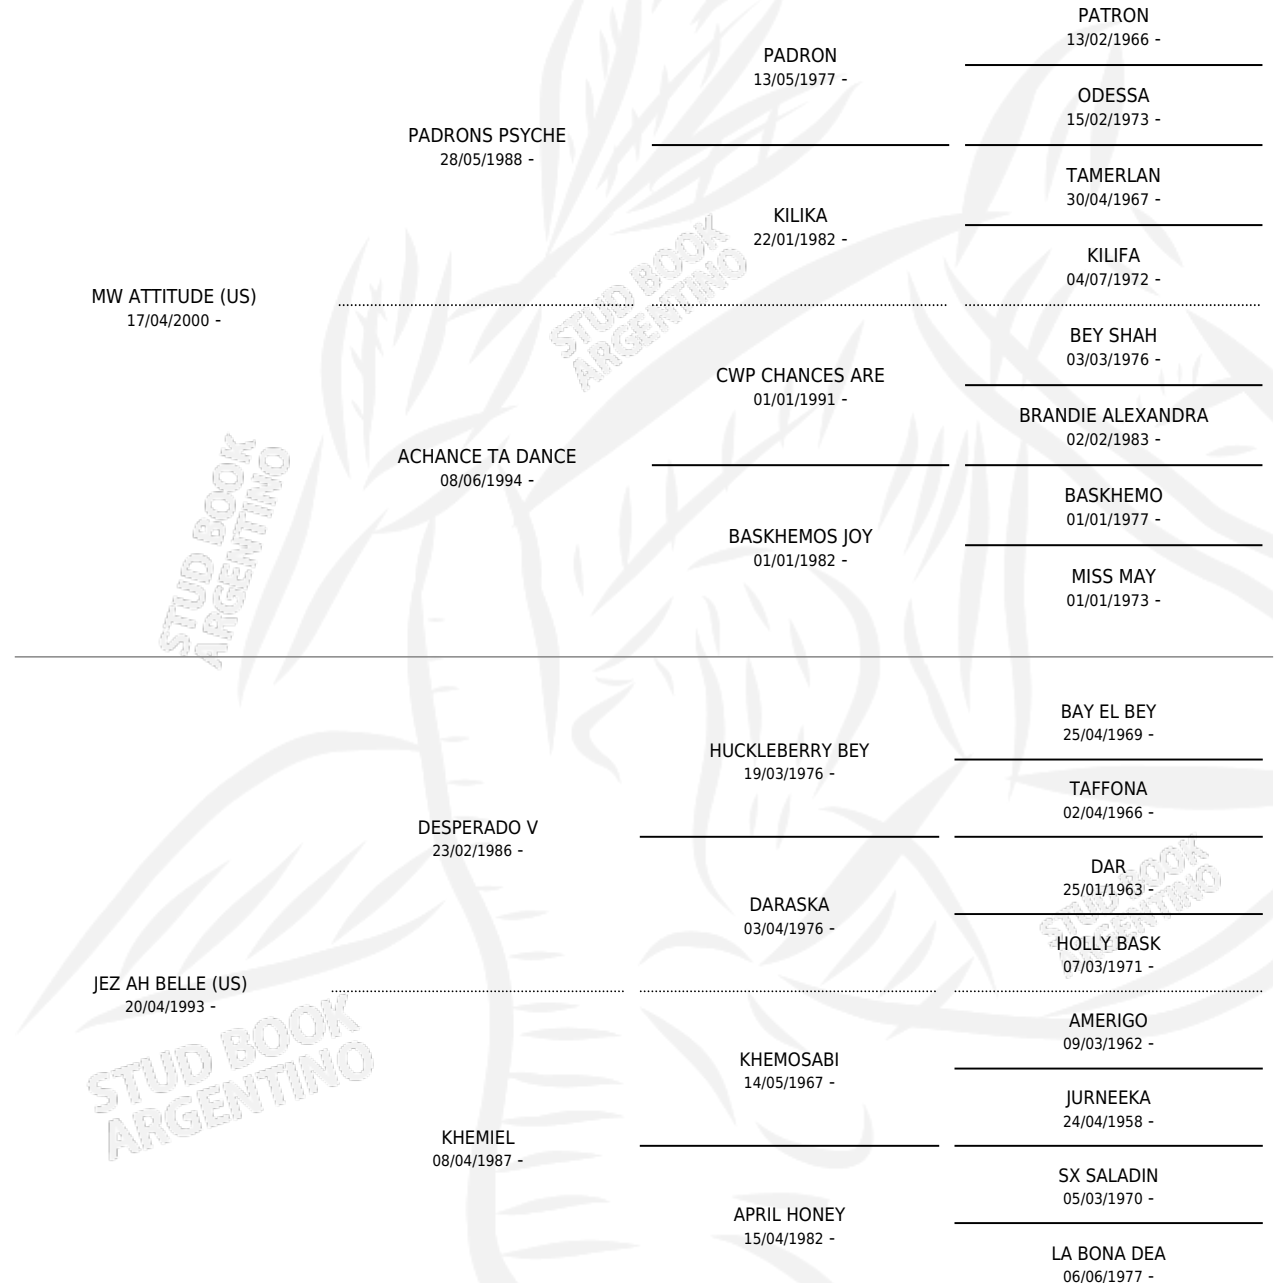 PATRON
13/02/1966 -
PADRON
13/05/1977 -
ODESSA
15/02/1973 -
PADRONS PSYCHE
28/05/1988 -
TAMERLAN
30/04/1967 -
KILIKA
22/01/1982 -
KILIFA
04/07/1972 -
MW ATTITUDE (US)
17/04/2000 -
BEY SHAH
03/03/1976 -
CWP CHANCES ARE
01/01/1991 -
BRANDIE ALEXANDRA
02/02/1983 -
ACHANCE TA DANCE
08/06/1994 -
BASKHEMO
01/01/1977 -
BASKHEMOS JOY
01/01/1982 -
MISS MAY
01/01/1973 -
BAY EL BEY
25/04/1969 -
HUCKLEBERRY BEY
19/03/1976 -
TAFFONA
02/04/1966 -
DESPERADO V
23/02/1986 -
DAR
25/01/1963 -
DARASKA
03/04/1976 -
HOLLY BASK
07/03/1971 -
JEZ AH BELLE (US)
20/04/1993 -
AMERIGO
09/03/1962 -
KHEMOSABI
14/05/1967 -
JURNEEKA
24/04/1958 -
KHEMIEL
08/04/1987 -
SX SALADIN
05/03/1970 -
APRIL HONEY
15/04/1982 -
LA BONA DEA
06/06/1977 -
STUD BOOK
ARGENTINO
STUD BOOK
ARGENTINO
STUD BOOK
ARGENTINO
STUD BOOK
ARGENTINO